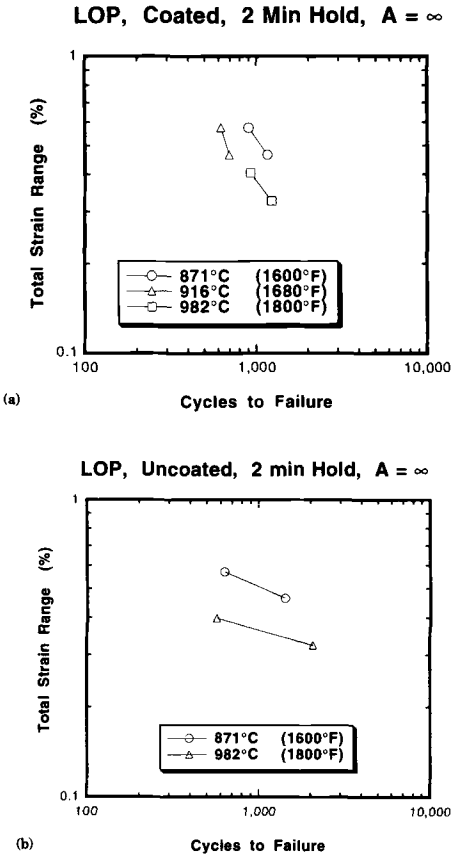 LOP, Coated, 2 Min Hold, A = ∞
1
Total Strain Range (%)
871°C (1600°F)
916°C (1680°F)
982°C (1800°F)
0.1
100 1,000 10,000
(a)
Cycles to Failure
LOP, Uncoated, 2 min Hold, A = ∞
1
Total Strain Range (%)
871°C (1600°F)
982°C (1800°F)
0.1
100 1,000 10,000
(b)
Cycles to Failure